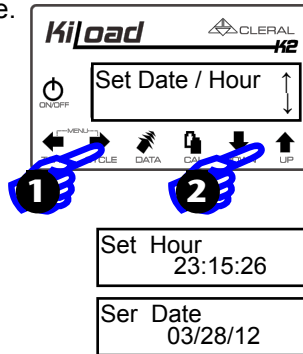 e.
KiLoad
CLERAL
K2
Set Date / Hour ↑
↓
ON/OFF
MENU
CLE DATA CAL UP
1 2
Set Hour
23:15:26
Ser Date
03/28/12